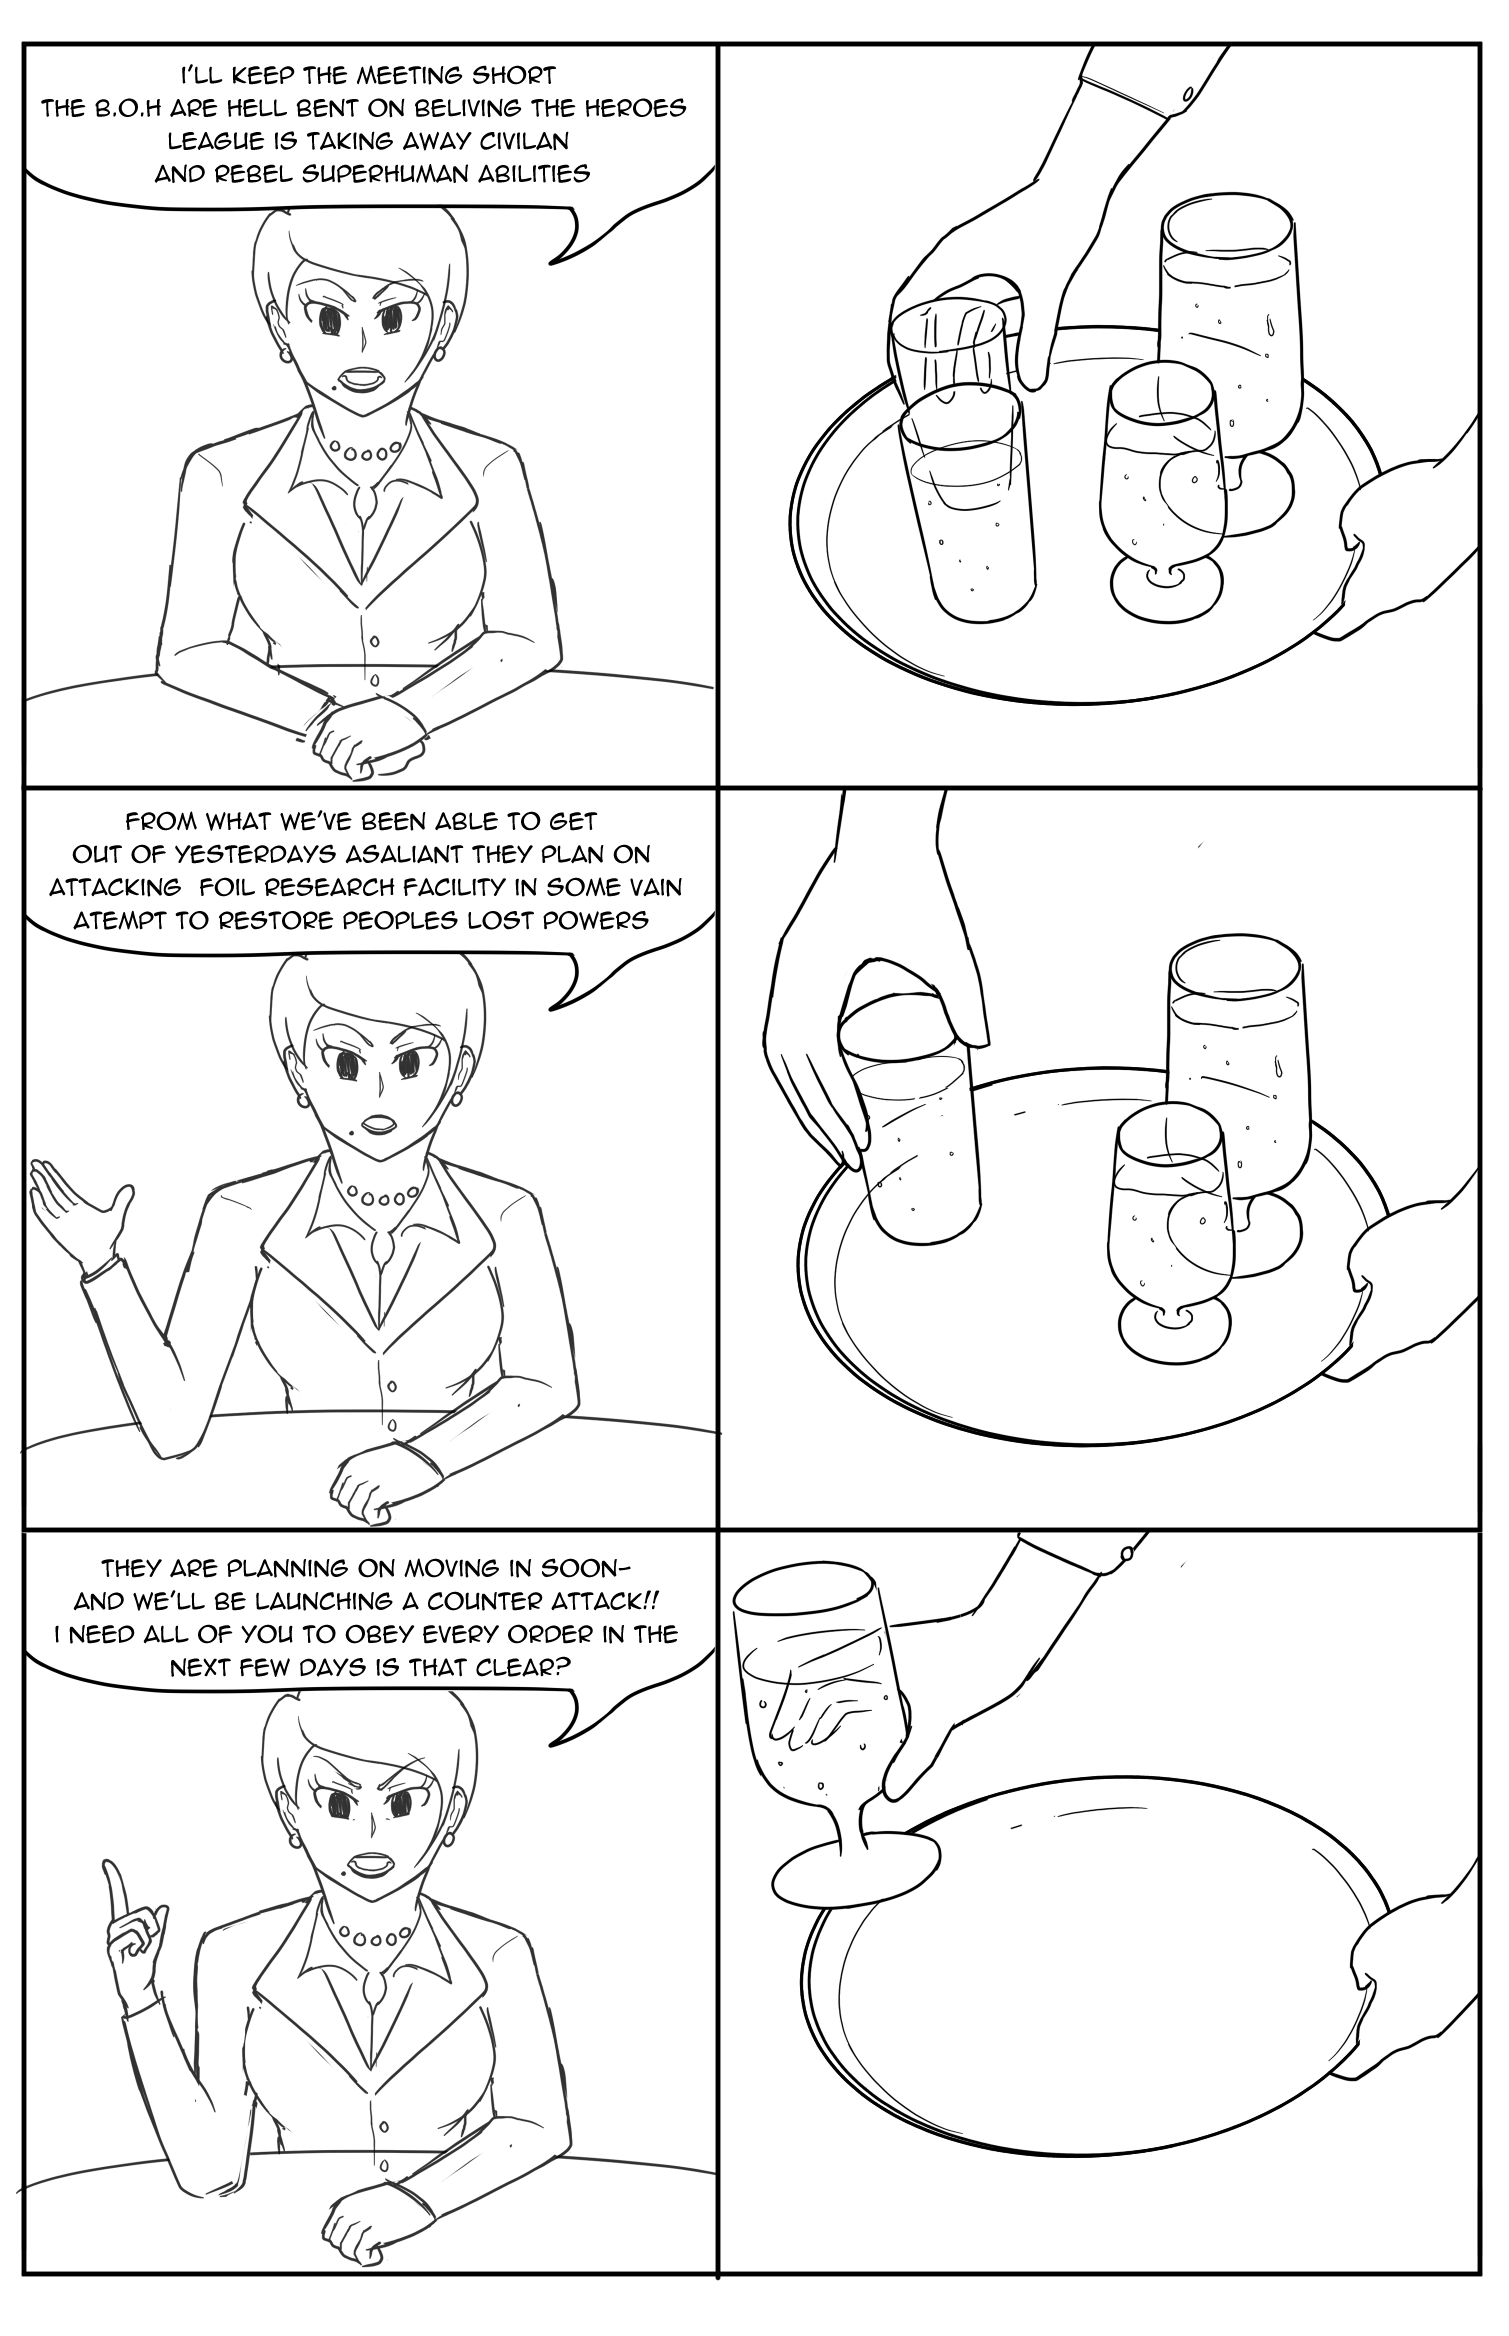 I'LL KEEP THE MEETING SHORT
THE B.O.H ARE HELL BENT ON BELIVING THE HEROES
LEAGUE IS TAKING AWAY CIVILAN
AND REBEL SUPERHUMAN ABILITIES
FROM WHAT WE'VE BEEN ABLE TO GET
OUT OF YESTERDAYS ASALIANT THEY PLAN ON
ATTACKING FOIL RESEARCH FACILITY IN SOME VAIN
ATEMPT TO RESTORE PEOPLES LOST POWERS
THEY ARE PLANNING ON MOVING IN SOON-
AND WE'LL BE LAUNCHING A COUNTER ATTACK!!
I NEED ALL OF YOU TO OBEY EVERY ORDER IN THE
NEXT FEW DAYS IS THAT CLEAR?